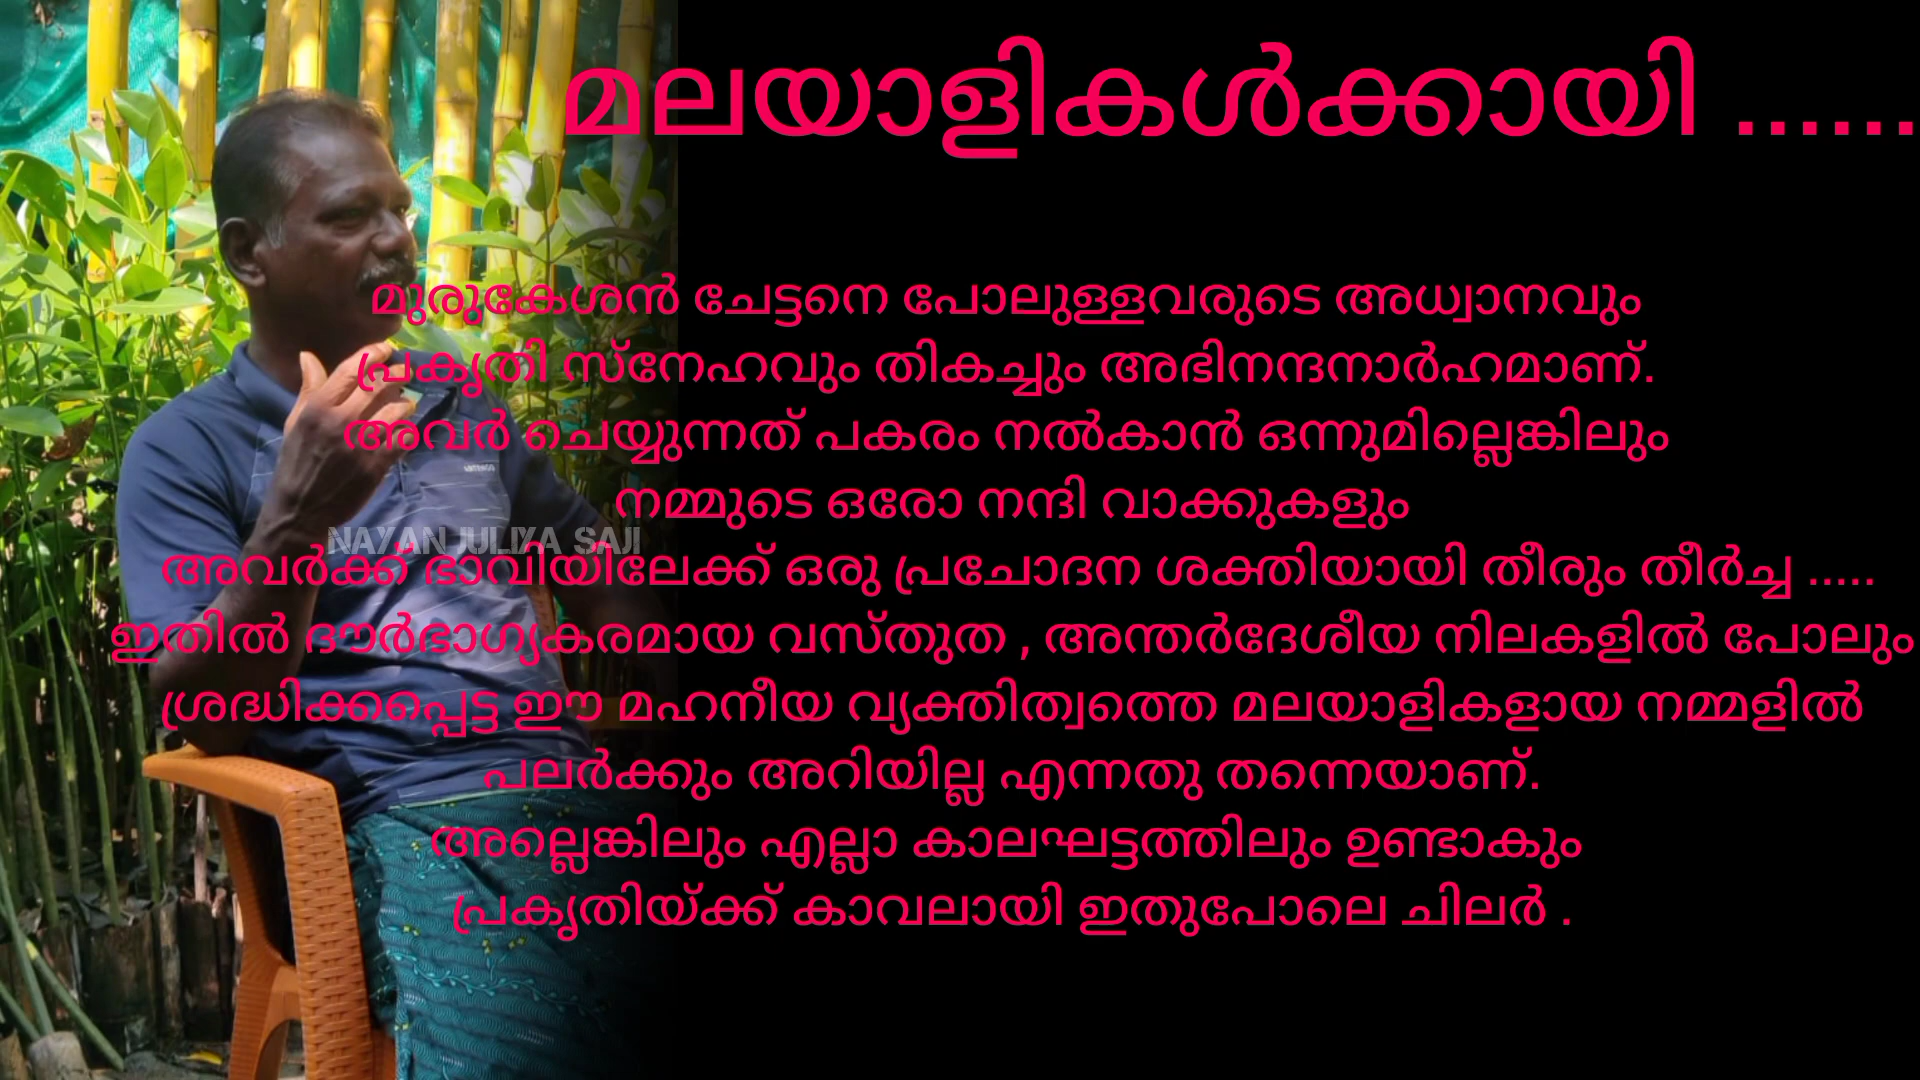 മലയാളികൾക്കായി ......
മുരുകേശൻ ചേട്ടനെ പോലുള്ളവരുടെ അധ്വാനവും
പ്രകൃതി സ്നേഹവും തികച്ചും അഭിനന്ദനാർഹമാണ്.
അവർ ചെയ്യുന്നത് പകരം നൽകാൻ ഒന്നുമില്ലെങ്കിലും
നമ്മുടെ ഒരോ നന്ദി വാക്കുകളും
NAYAN JULIYA SAJI
അവർക്ക് ഭാവിയിലേക്ക് ഒരു പ്രചോദന ശക്തിയായി തീരും തീർച്ച .....
ഇതിൽ ദൗർഭാഗ്യകരമായ വസ്തുത , അന്തർദേശീയ നിലകളിൽ പോലും
ശ്രദ്ധിക്കപ്പെട്ട ഈ മഹനീയ വ്യക്തിത്വത്തെ മലയാളികളായ നമ്മളിൽ
പലർക്കും അറിയില്ല എന്നതു തന്നെയാണ്.
അല്ലെങ്കിലും എല്ലാ കാലഘട്ടത്തിലും ഉണ്ടാകും
പ്രകൃതിയ്ക്ക് കാവലായി ഇതുപോലെ ചിലർ .